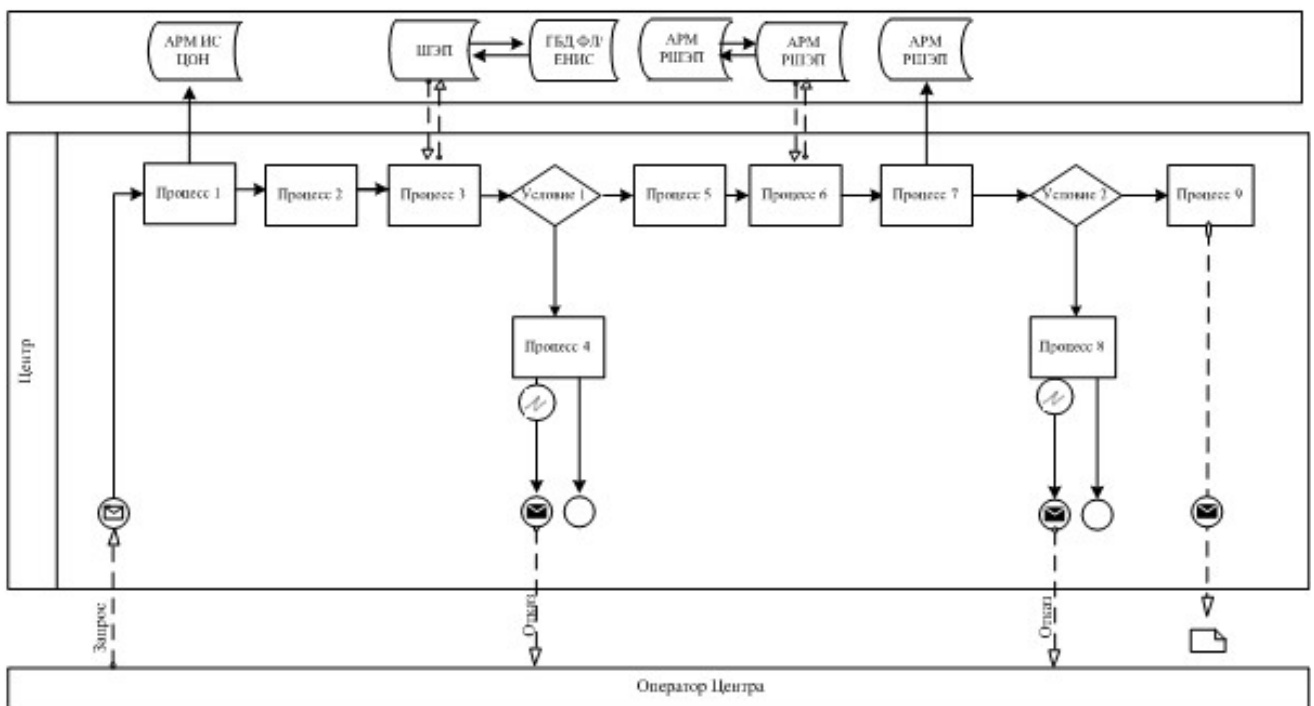 АРМ ИС
ЦОН
ШЭП
ГБД ФЛ/
ЕНИС
АРМ
РШЭП
АРМ
РШЭП
АРМ
РШЭП
Центр
Процесс 1
Процесс 2
Процесс 3
Условие 1
Процесс 5
Процесс 6
Процесс 7
Условие 2
Процесс 9
Процесс 4
Процесс 8
Запрос
Отказ
Отказ
Оператор Центра